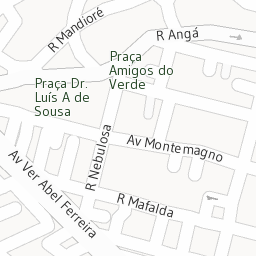 R Mandioré
R Angá
Praça
Amigos do
Verde
Praça Dr.
Luís A de
Sousa
Av Montemagno
R Nebulosa
Av Ver Abel Ferreira
R Mafalda